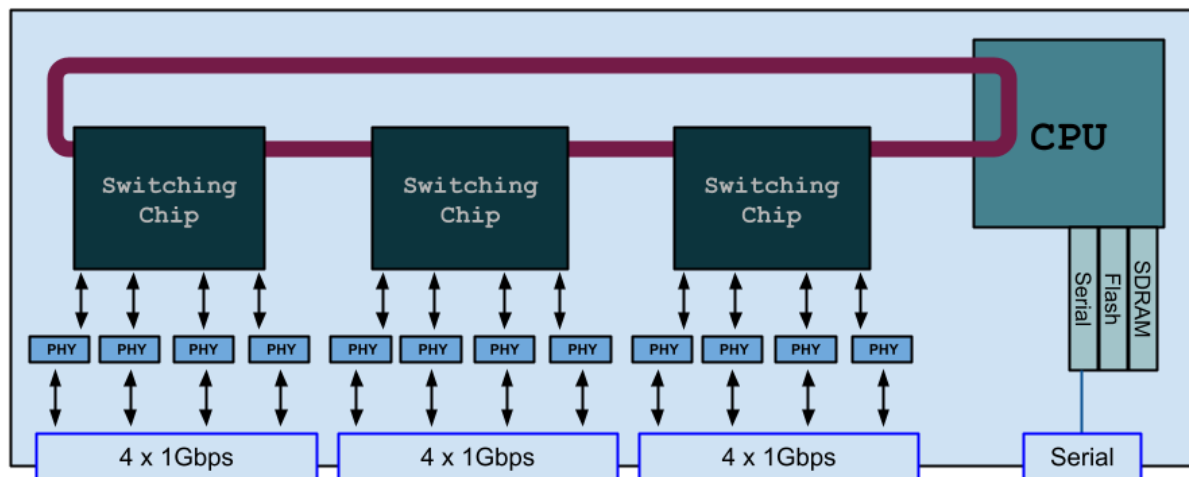 CPU
Switching
Chip
Switching
Chip
Switching
Chip
Serial
Flash
SDRAM
PHY
PHY
PHY
PHY
PHY
PHY
PHY
PHY
PHY
PHY
PHY
PHY
4 x 1Gbps
4 x 1Gbps
4 x 1Gbps
Serial